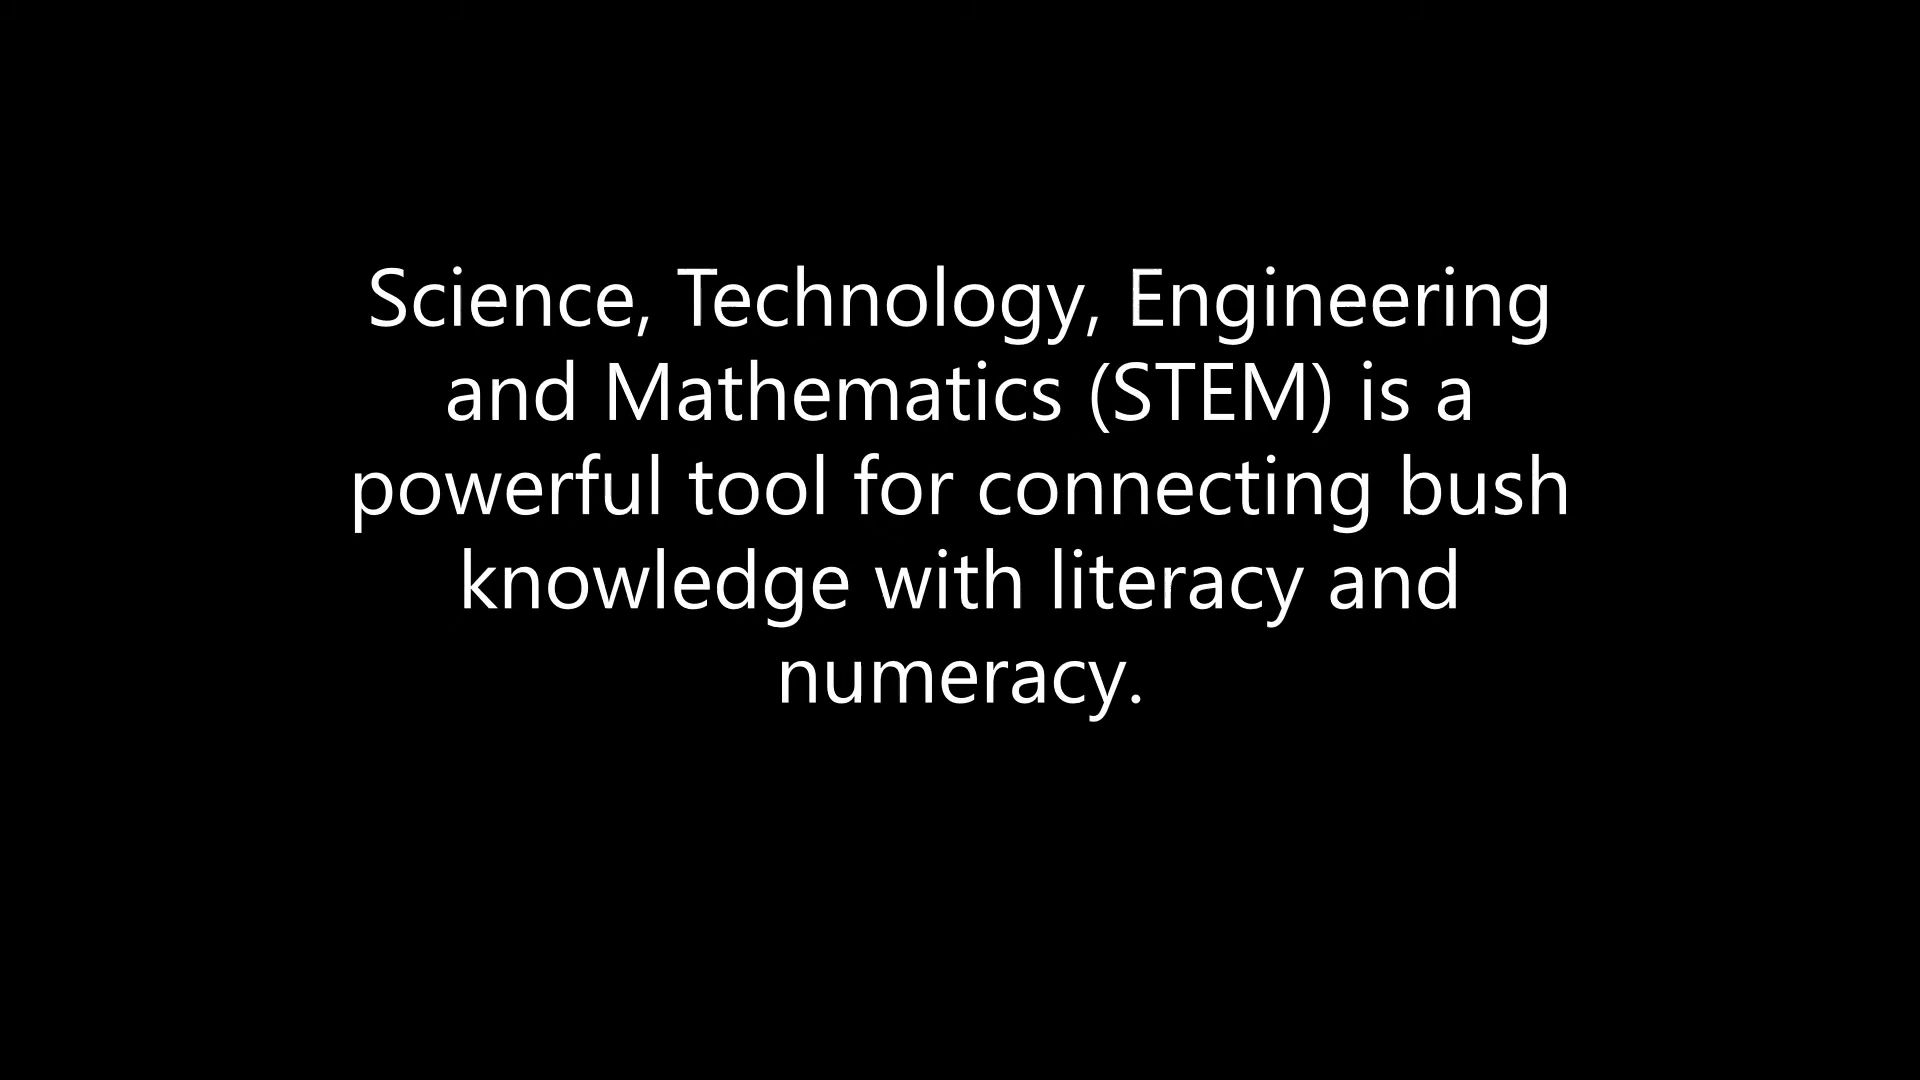 Science, Technology, Engineering
and Mathematics (STEM) is a
powerful tool for connecting bush
knowledge with literacy and
numeracy.